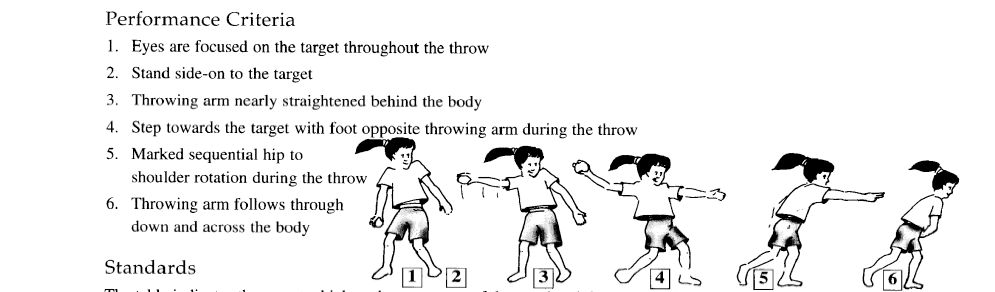 Performance Criteria
1. Eyes are focused on the target throughout the throw
2. Stand side-on to the target
3. Throwing arm nearly straightened behind the body
4. Step towards the target with foot opposite throwing arm during the throw
5. Marked sequential hip to
shoulder rotation during the throw
6. Throwing arm follows through
down and across the body
1 2 3 4 5 6
Standards